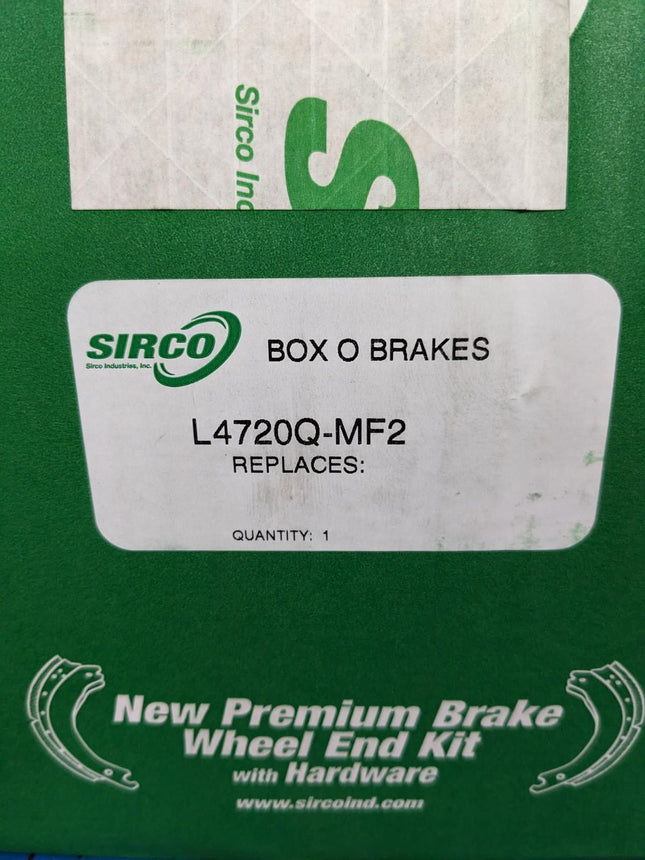 Sirco Ind
S
SIRCO
Sirco Industries, Inc.
BOX O BRAKES
L4720Q-MF2
REPLACES:
QUANTITY: 1
New Premium Brake
Wheel End Kit
with Hardware
www.sircoind.com